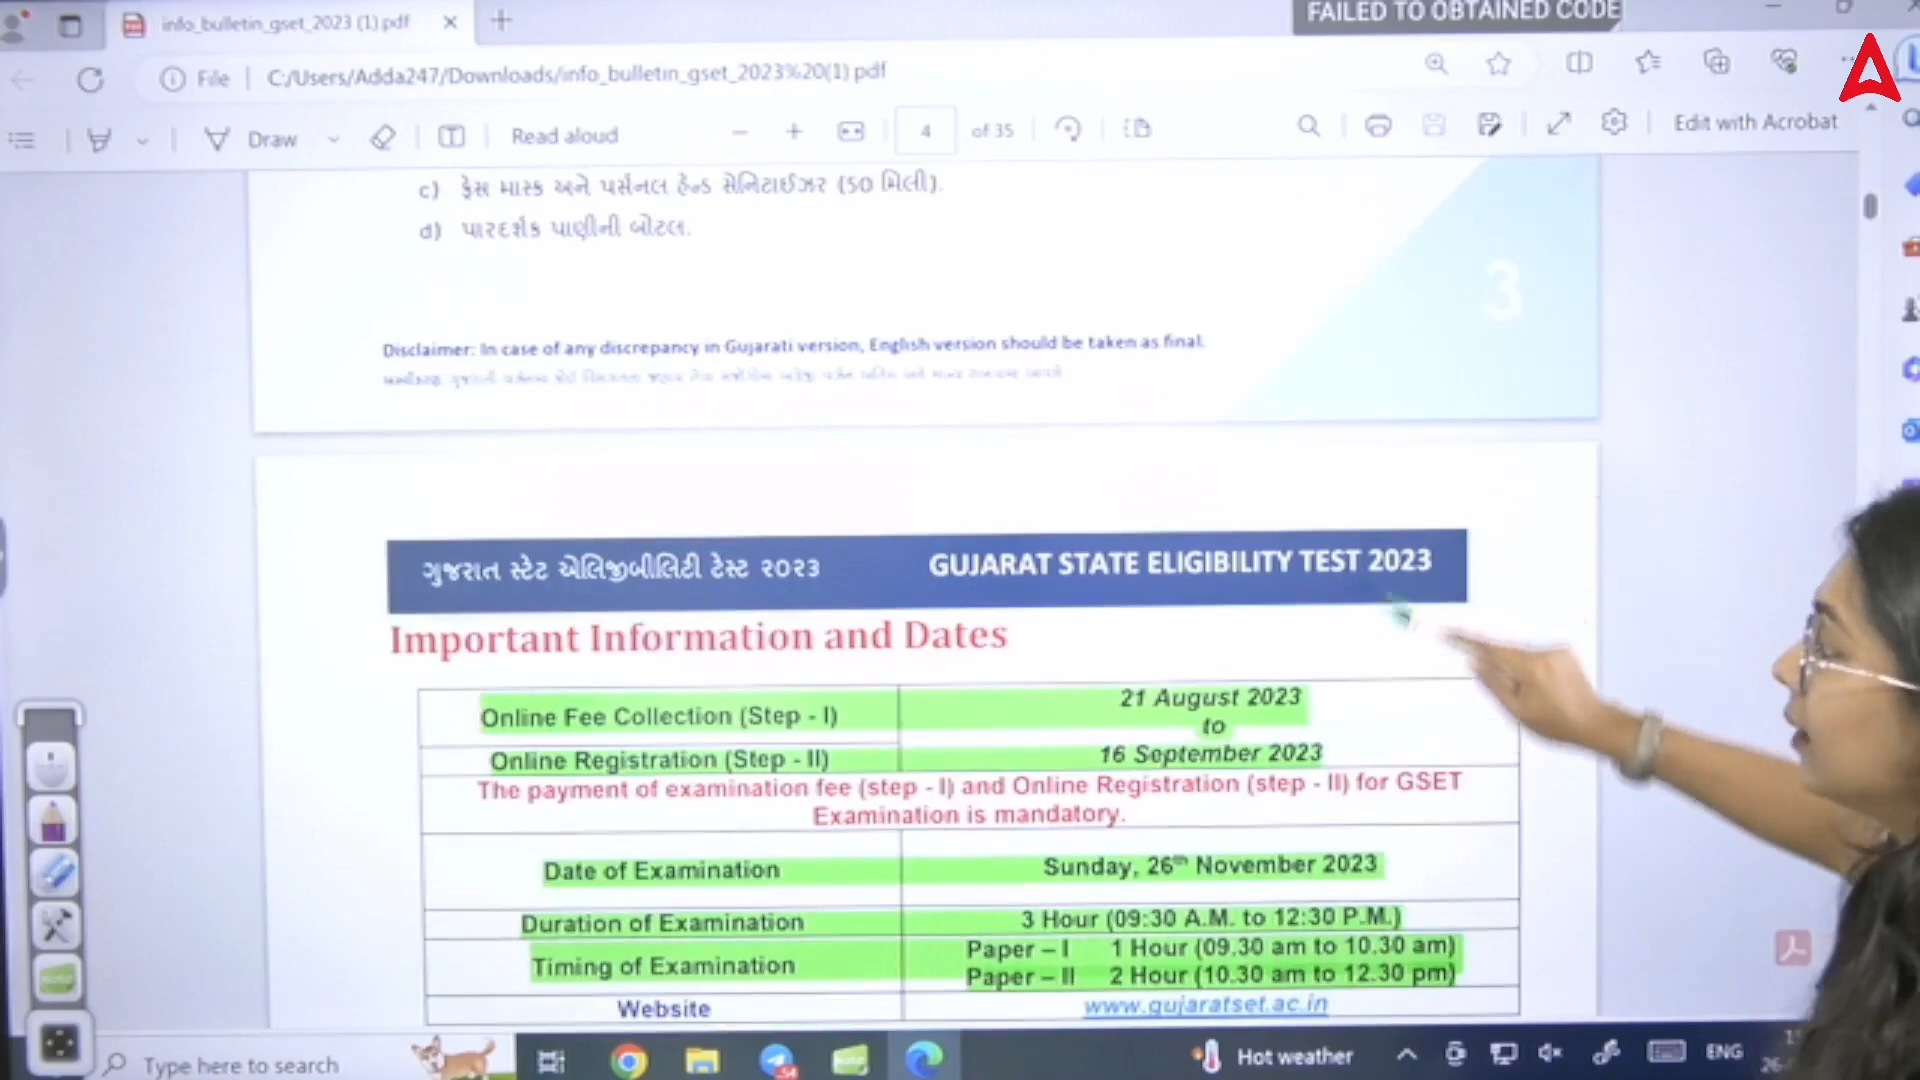 FAILED TO OBTAINED CODE
info_bulletin_gset_2023 (1).pdf
File
C:/Users/Adda247/Downloads/info_bulletin_gset_2023%20(1).pdf
Draw
Read aloud
4
of 35
Edit with Acrobat
c) ફેસ માસ્ક અને પર્સનલ હેન્ડ સેનિટાઈઝર (50 મિલી).
d) પારદર્શક પાણીની બોટલ.
3
Disclaimer: In case of any discrepancy in Gujarati version, English version should be taken as final.
ગુજરાત સ્ટેટ એલિજીબીલિટી ટેસ્ટ ૨૦૨૩
GUJARAT STATE ELIGIBILITY TEST 2023
Important Information and Dates
Online Fee Collection (Step - I)
21 August 2023
to
Online Registration (Step - II)
16 September 2023
The payment of examination fee (step - I) and Online Registration (step - II) for GSET
Examination is mandatory.
Date of Examination
Sunday, 26th November 2023
Duration of Examination
3 Hour (09:30 A.M. to 12:30 P.M.)
Timing of Examination
Paper – I 1 Hour (09.30 am to 10.30 am)
Paper – II 2 Hour (10.30 am to 12.30 pm)
Website
www.gujaratset.ac.in
Type here to search
54
Hot weather
ENG